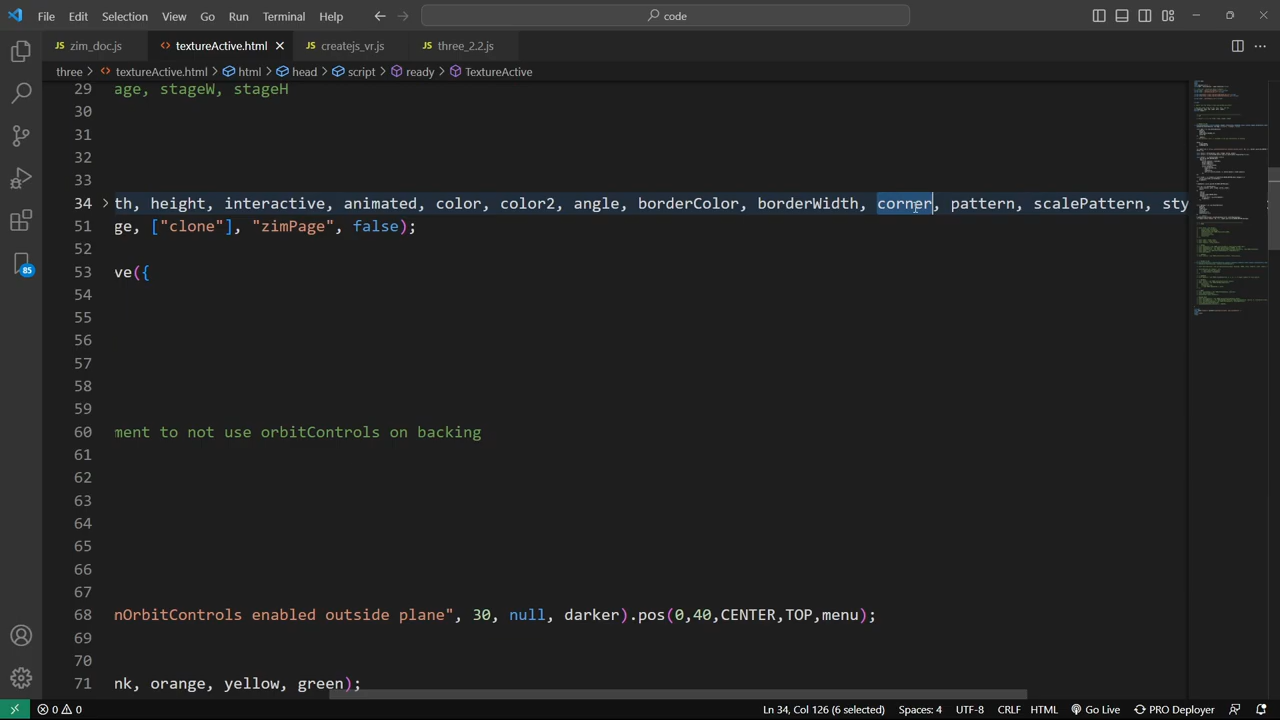 File Edit Selection View Go Run Terminal Help code
zim_doc.js textureActive.html createjs_vr.js three_2.2.js
three > textureActive.html > html > head > script > ready > TextureActive
29 age, stageW, stageH
30
31
32
33
34 th, height, interactive, animated, color, color2, angle, borderColor, borderWidth, corner, pattern, scalePattern, sty
51 ge, ["clone"], "zimPage", false);
52
53 ve({
54
55
56
57
58
59
60 ment to not use orbitControls on backing
61
62
63
64
65
66
67
68 nOrbitControls enabled outside plane", 30, null, darker).pos(0,40,CENTER,TOP,menu);
69
70
71 nk, orange, yellow, green);
85
0 0 Ln 34, Col 126 (6 selected) Spaces: 4 UTF-8 CRLF HTML Go Live PRO Deployer